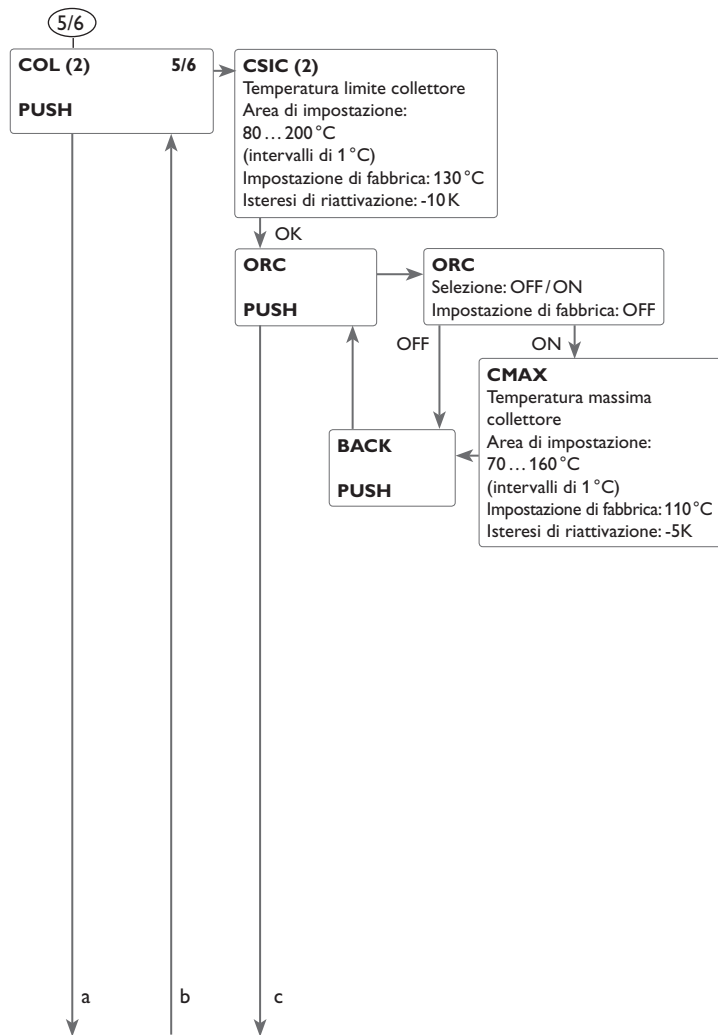 5/6
COL (2) 5/6
PUSH
CSIC (2)
Temperatura limite collettore
Area di impostazione:
80 … 200 °C
(intervalli di 1 °C)
Impostazione di fabbrica: 130 °C
Isteresi di riattivazione: -10 K
OK
ORC
PUSH
ORC
Selezione: OFF / ON
Impostazione di fabbrica: OFF
OFF
ON
CMAX
Temperatura massima
collettore
Area di impostazione:
70 … 160 °C
(intervalli di 1 °C)
Impostazione di fabbrica: 110 °C
Isteresi di riattivazione: -5K
BACK
PUSH
a
b
c